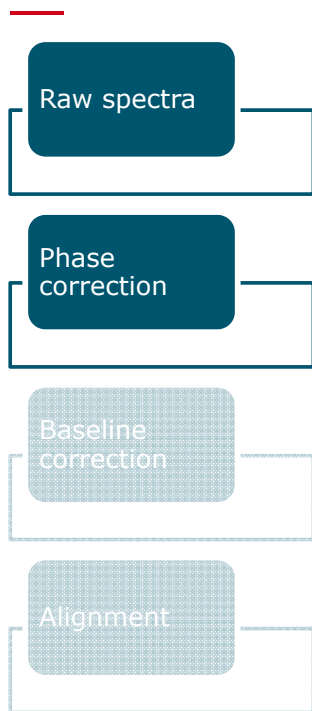 Raw spectra
Phase
correction
Baseline
correction
Alignment